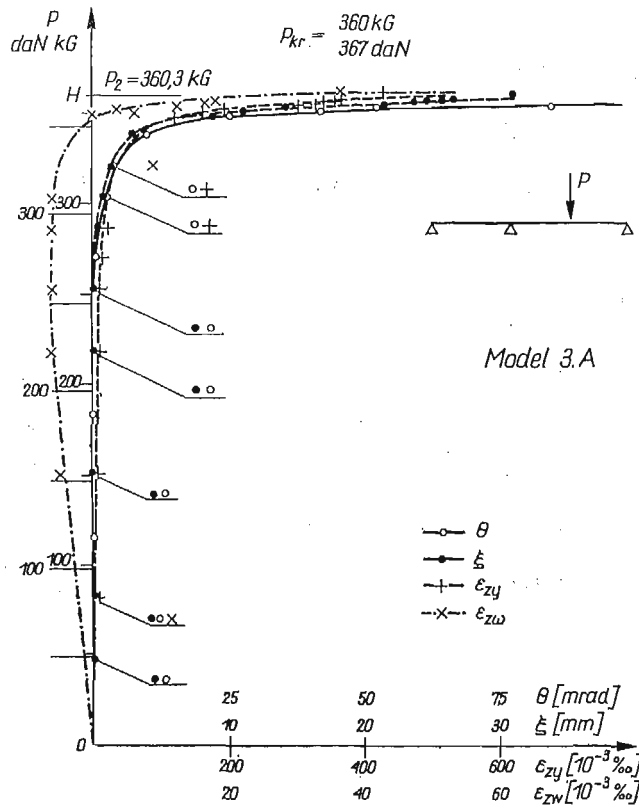 P
daN kG
P_kr. = 360 kG
367 daN
H P_2 = 360,3 kG
300 300
P
200 200
Model 3.A
θ
ξ
ε_zy
ε_zω
100 100
25 50 75 θ [mrad]
10 20 30 ξ [mm]
0
200 400 600 ε_zy [10^-3 ‰]
20 40 60 ε_zw [10^-3 ‰]